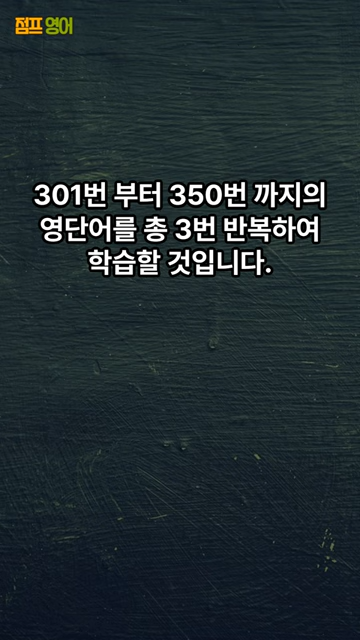 점프 영어
301번 부터 350번 까지의
영단어를 총 3번 반복하여
학습할 것입니다.